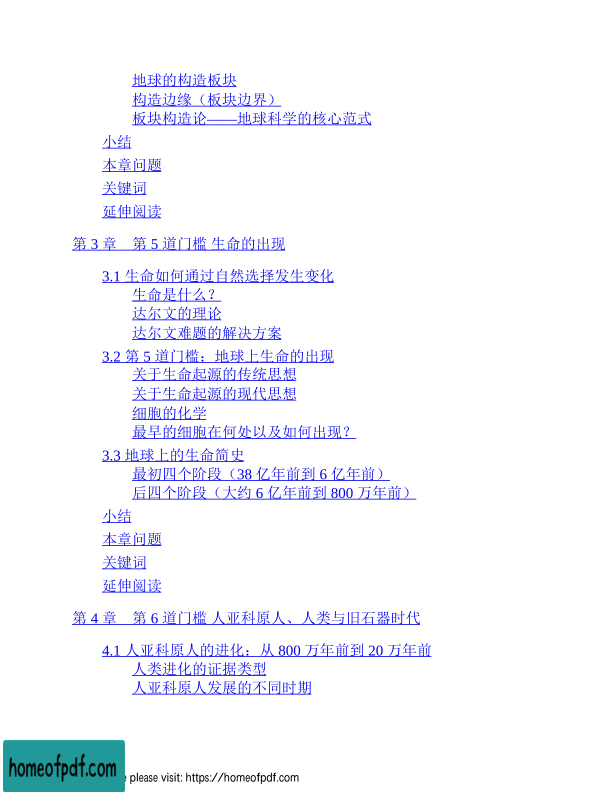 地球的构造板块
构造边缘（板块边界）
板块构造论——地球科学的核心范式
小结
本章问题
关键词
延伸阅读
第 3 章　第 5 道门槛 生命的出现
3.1 生命如何通过自然选择发生变化
生命是什么？
达尔文的理论
达尔文难题的解决方案
3.2 第 5 道门槛：地球上生命的出现
关于生命起源的传统思想
关于生命起源的现代思想
细胞的化学
最早的细胞在何处以及如何出现？
3.3 地球上的生命简史
最初四个阶段（38 亿年前到 6 亿年前）
后四个阶段（大约 6 亿年前到 800 万年前）
小结
本章问题
关键词
延伸阅读
第 4 章　第 6 道门槛 人亚科原人、人类与旧石器时代
4.1 人亚科原人的进化：从 800 万年前到 20 万年前
人类进化的证据类型
人亚科原人发展的不同时期
homeofpdf.com
please visit: https://homeofpdf.com